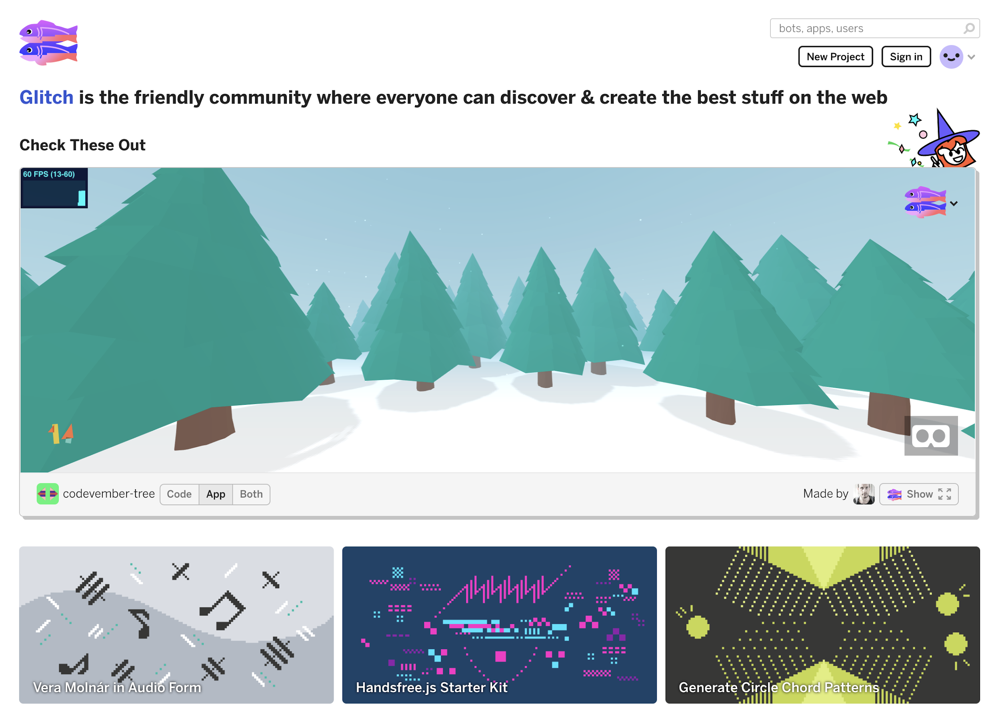 bots, apps, users
New Project
Sign in
Glitch is the friendly community where everyone can discover & create the best stuff on the web
Check These Out
60 FPS (13-60)
14
codevember-tree
Code
App
Both
Made by
Show
Vera Molnár in Audio Form
Handsfree.js Starter Kit
Generate Circle Chord Patterns